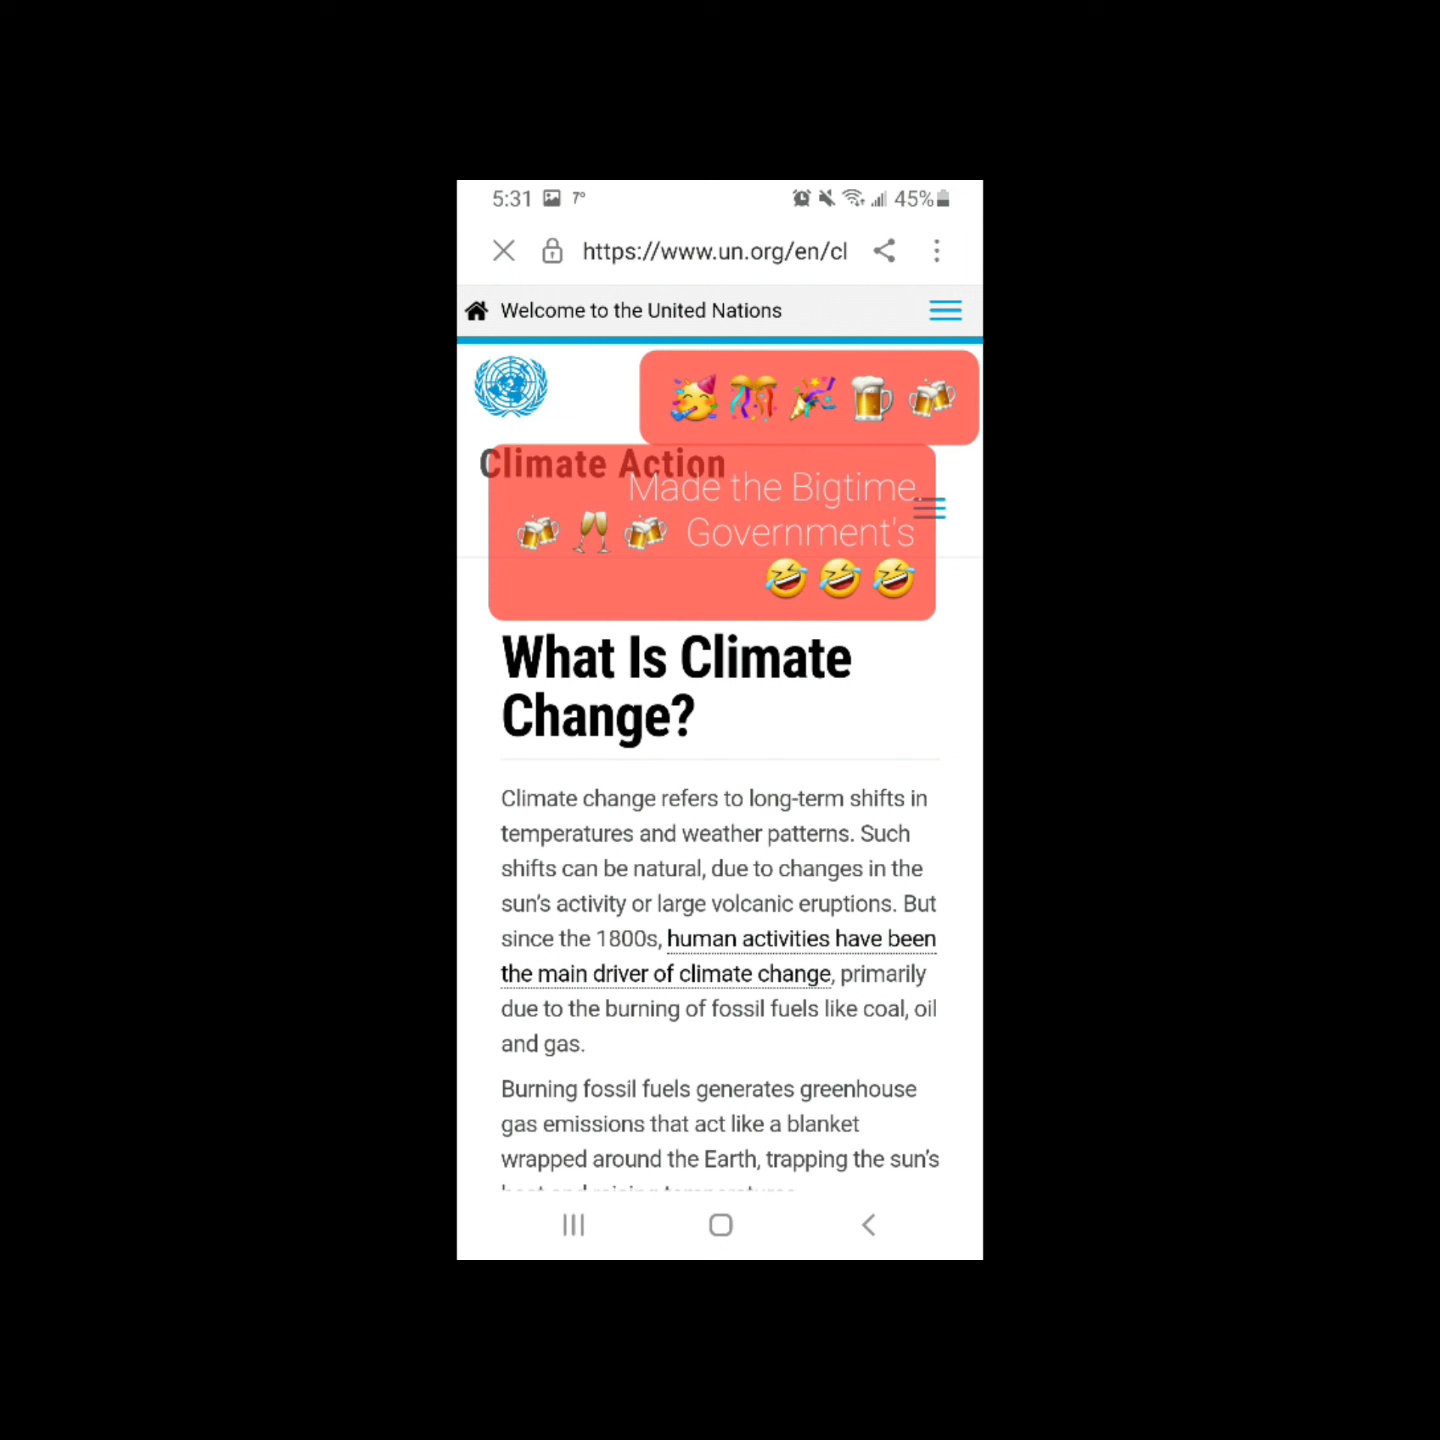 5:31 7°
45%
https://www.un.org/en/cl
Welcome to the United Nations
Climate Action
Made the Bigtime
Government's
What Is Climate
Change?
Climate change refers to long-term shifts in
temperatures and weather patterns. Such
shifts can be natural, due to changes in the
sun's activity or large volcanic eruptions. But
since the 1800s, human activities have been
the main driver of climate change, primarily
due to the burning of fossil fuels like coal, oil
and gas.
Burning fossil fuels generates greenhouse
gas emissions that act like a blanket
wrapped around the Earth, trapping the sun's